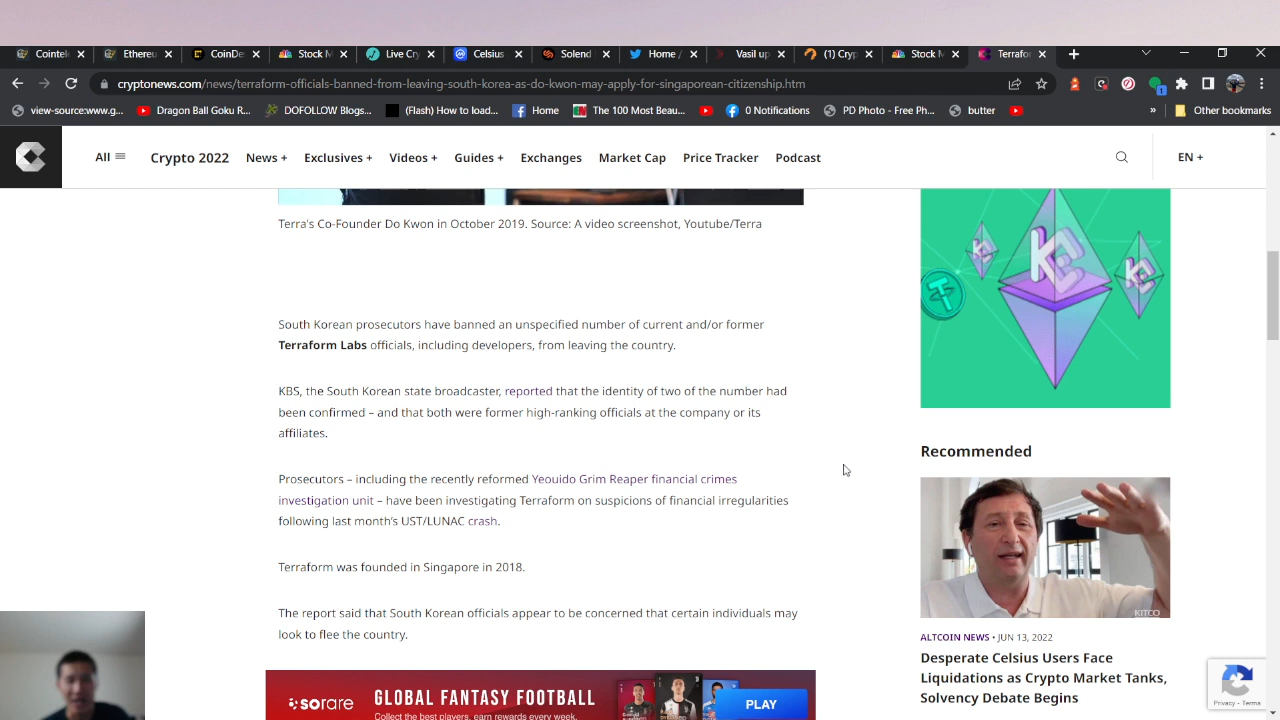 Cointel
Ethereu
CoinDe
Stock M
Live Cry
Celsius
Solend
Home /
Vasil up
(1) Cryp
Stock M
Terrafor
cryptonews.com/news/terraform-officials-banned-from-leaving-south-korea-as-do-kwon-may-apply-for-singaporean-citizenship.htm
view-source:www.g...
Dragon Ball Goku R...
DOFOLLOW Blogs...
(Flash) How to load...
Home
The 100 Most Beau...
0 Notifications
PD Photo - Free Ph...
butter
»
Other bookmarks
All
Crypto 2022
News +
Exclusives +
Videos +
Guides +
Exchanges
Market Cap
Price Tracker
Podcast
EN +
Terra's Co-Founder Do Kwon in October 2019. Source: A video screenshot, Youtube/Terra
South Korean prosecutors have banned an unspecified number of current and/or former
Terraform Labs officials, including developers, from leaving the country.
KBS, the South Korean state broadcaster, reported that the identity of two of the number had
been confirmed – and that both were former high-ranking officials at the company or its
affiliates.
Prosecutors – including the recently reformed Yeouido Grim Reaper financial crimes
investigation unit – have been investigating Terraform on suspicions of financial irregularities
following last month's UST/LUNAC crash.
Terraform was founded in Singapore in 2018.
The report said that South Korean officials appear to be concerned that certain individuals may
look to flee the country.
sorare
GLOBAL FANTASY FOOTBALL
Collect the best players, earn rewards every week.
PLAY
Recommended
KITCO
ALTCOIN NEWS • JUN 13, 2022
Desperate Celsius Users Face
Liquidations as Crypto Market Tanks,
Solvency Debate Begins
Privacy - Terms